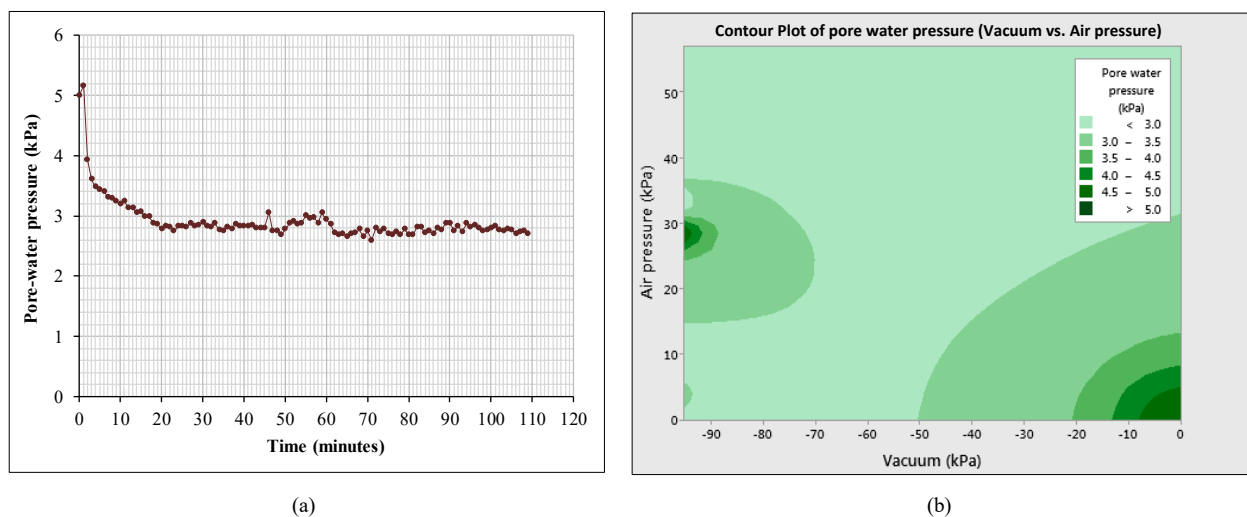 6
5
4
3
2
1
0
0 10 20 30 40 50 60 70 80 90 100 110 120
Pore-water pressure (kPa)
Time (minutes)
(a)
Contour Plot of pore water pressure (Vacuum vs. Air pressure)
Pore water
pressure
(kPa)
< 3.0
3.0 – 3.5
3.5 – 4.0
4.0 – 4.5
4.5 – 5.0
> 5.0
50
40
30
20
10
0
-90 -80 -70 -60 -50 -40 -30 -20 -10 0
Air pressure (kPa)
Vacuum (kPa)
(b)